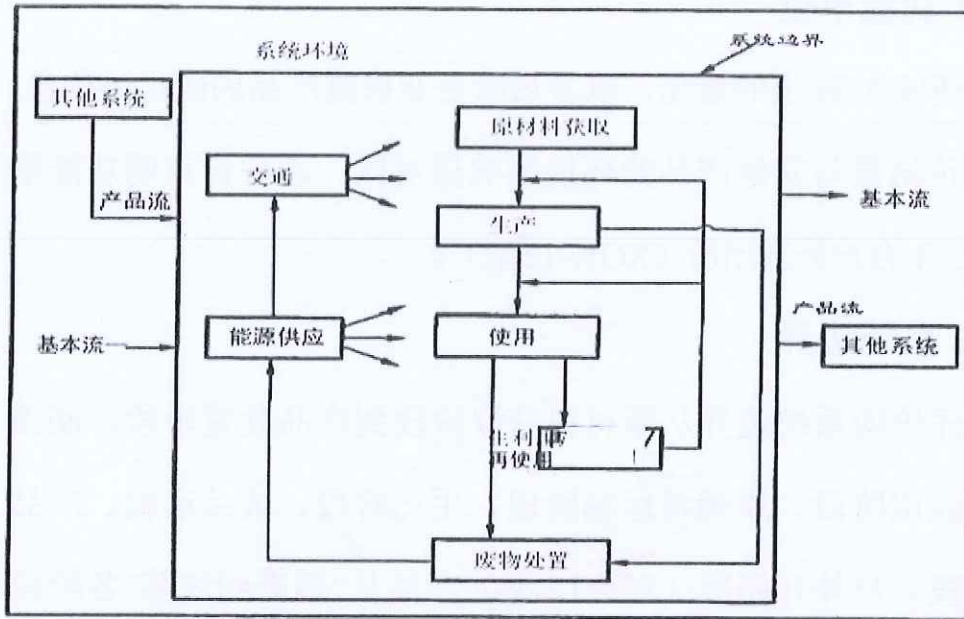 系统环境
系统边界
其他系统
原材料获取
交通
产品流
基本流
生产
产品流
能源供应
使用
基本流
其他系统
再使用
废物处置